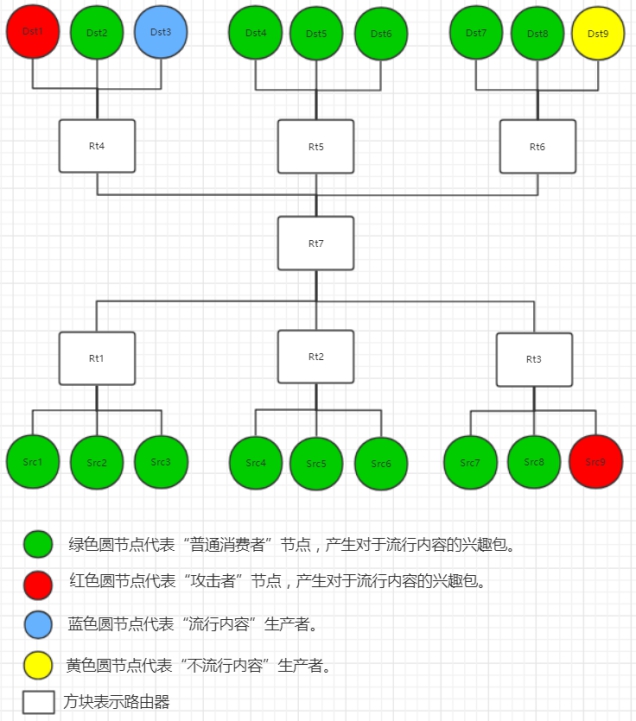 Dst1 Dst2 Dst3 Dst4 Dst5 Dst6 Dst7 Dst8 Dst9
Rt4 Rt5 Rt6
Rt7
Rt1 Rt2 Rt3
Src1 Src2 Src3 Src4 Src5 Src6 Src7 Src8 Src9
绿色圆节点代表“普通消费者”节点，产生对于流行内容的兴趣包。
红色圆节点代表“攻击者”节点，产生对于流行内容的兴趣包。
蓝色圆节点代表“流行内容”生产者。
黄色圆节点代表“不流行内容”生产者。
方块表示路由器